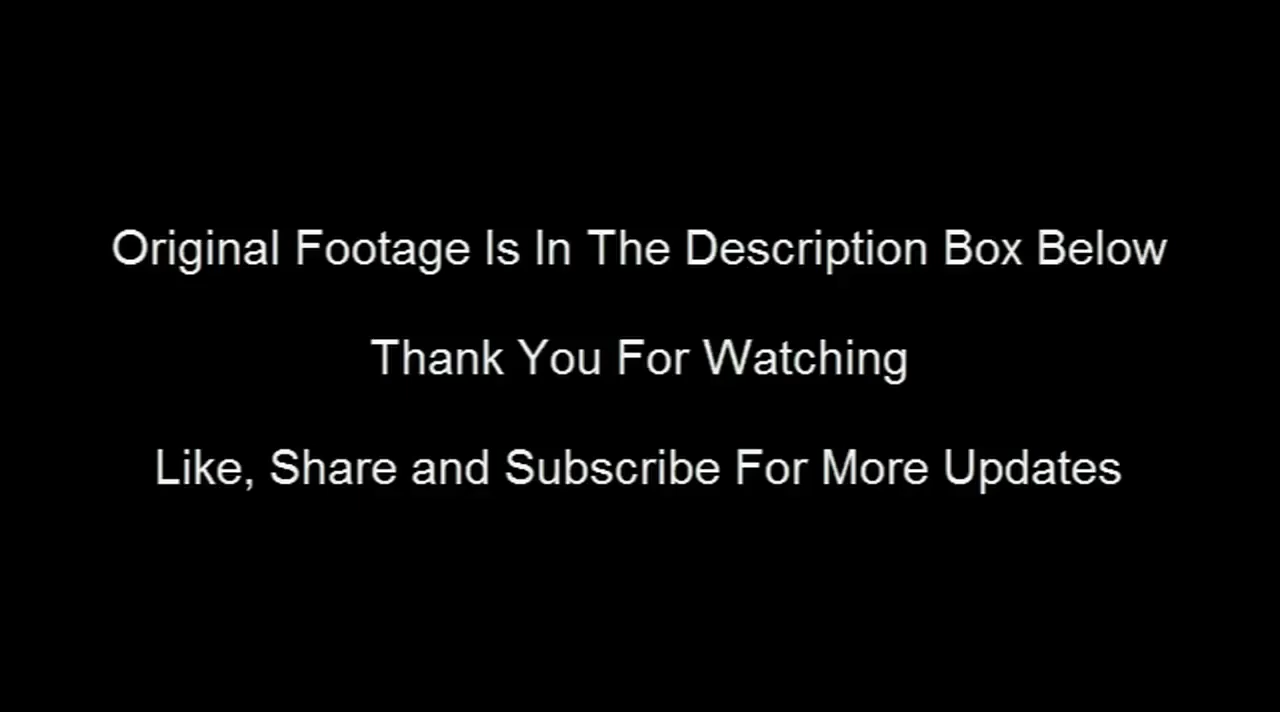 Original Footage Is In The Description Box Below
Thank You For Watching
Like, Share and Subscribe For More Updates